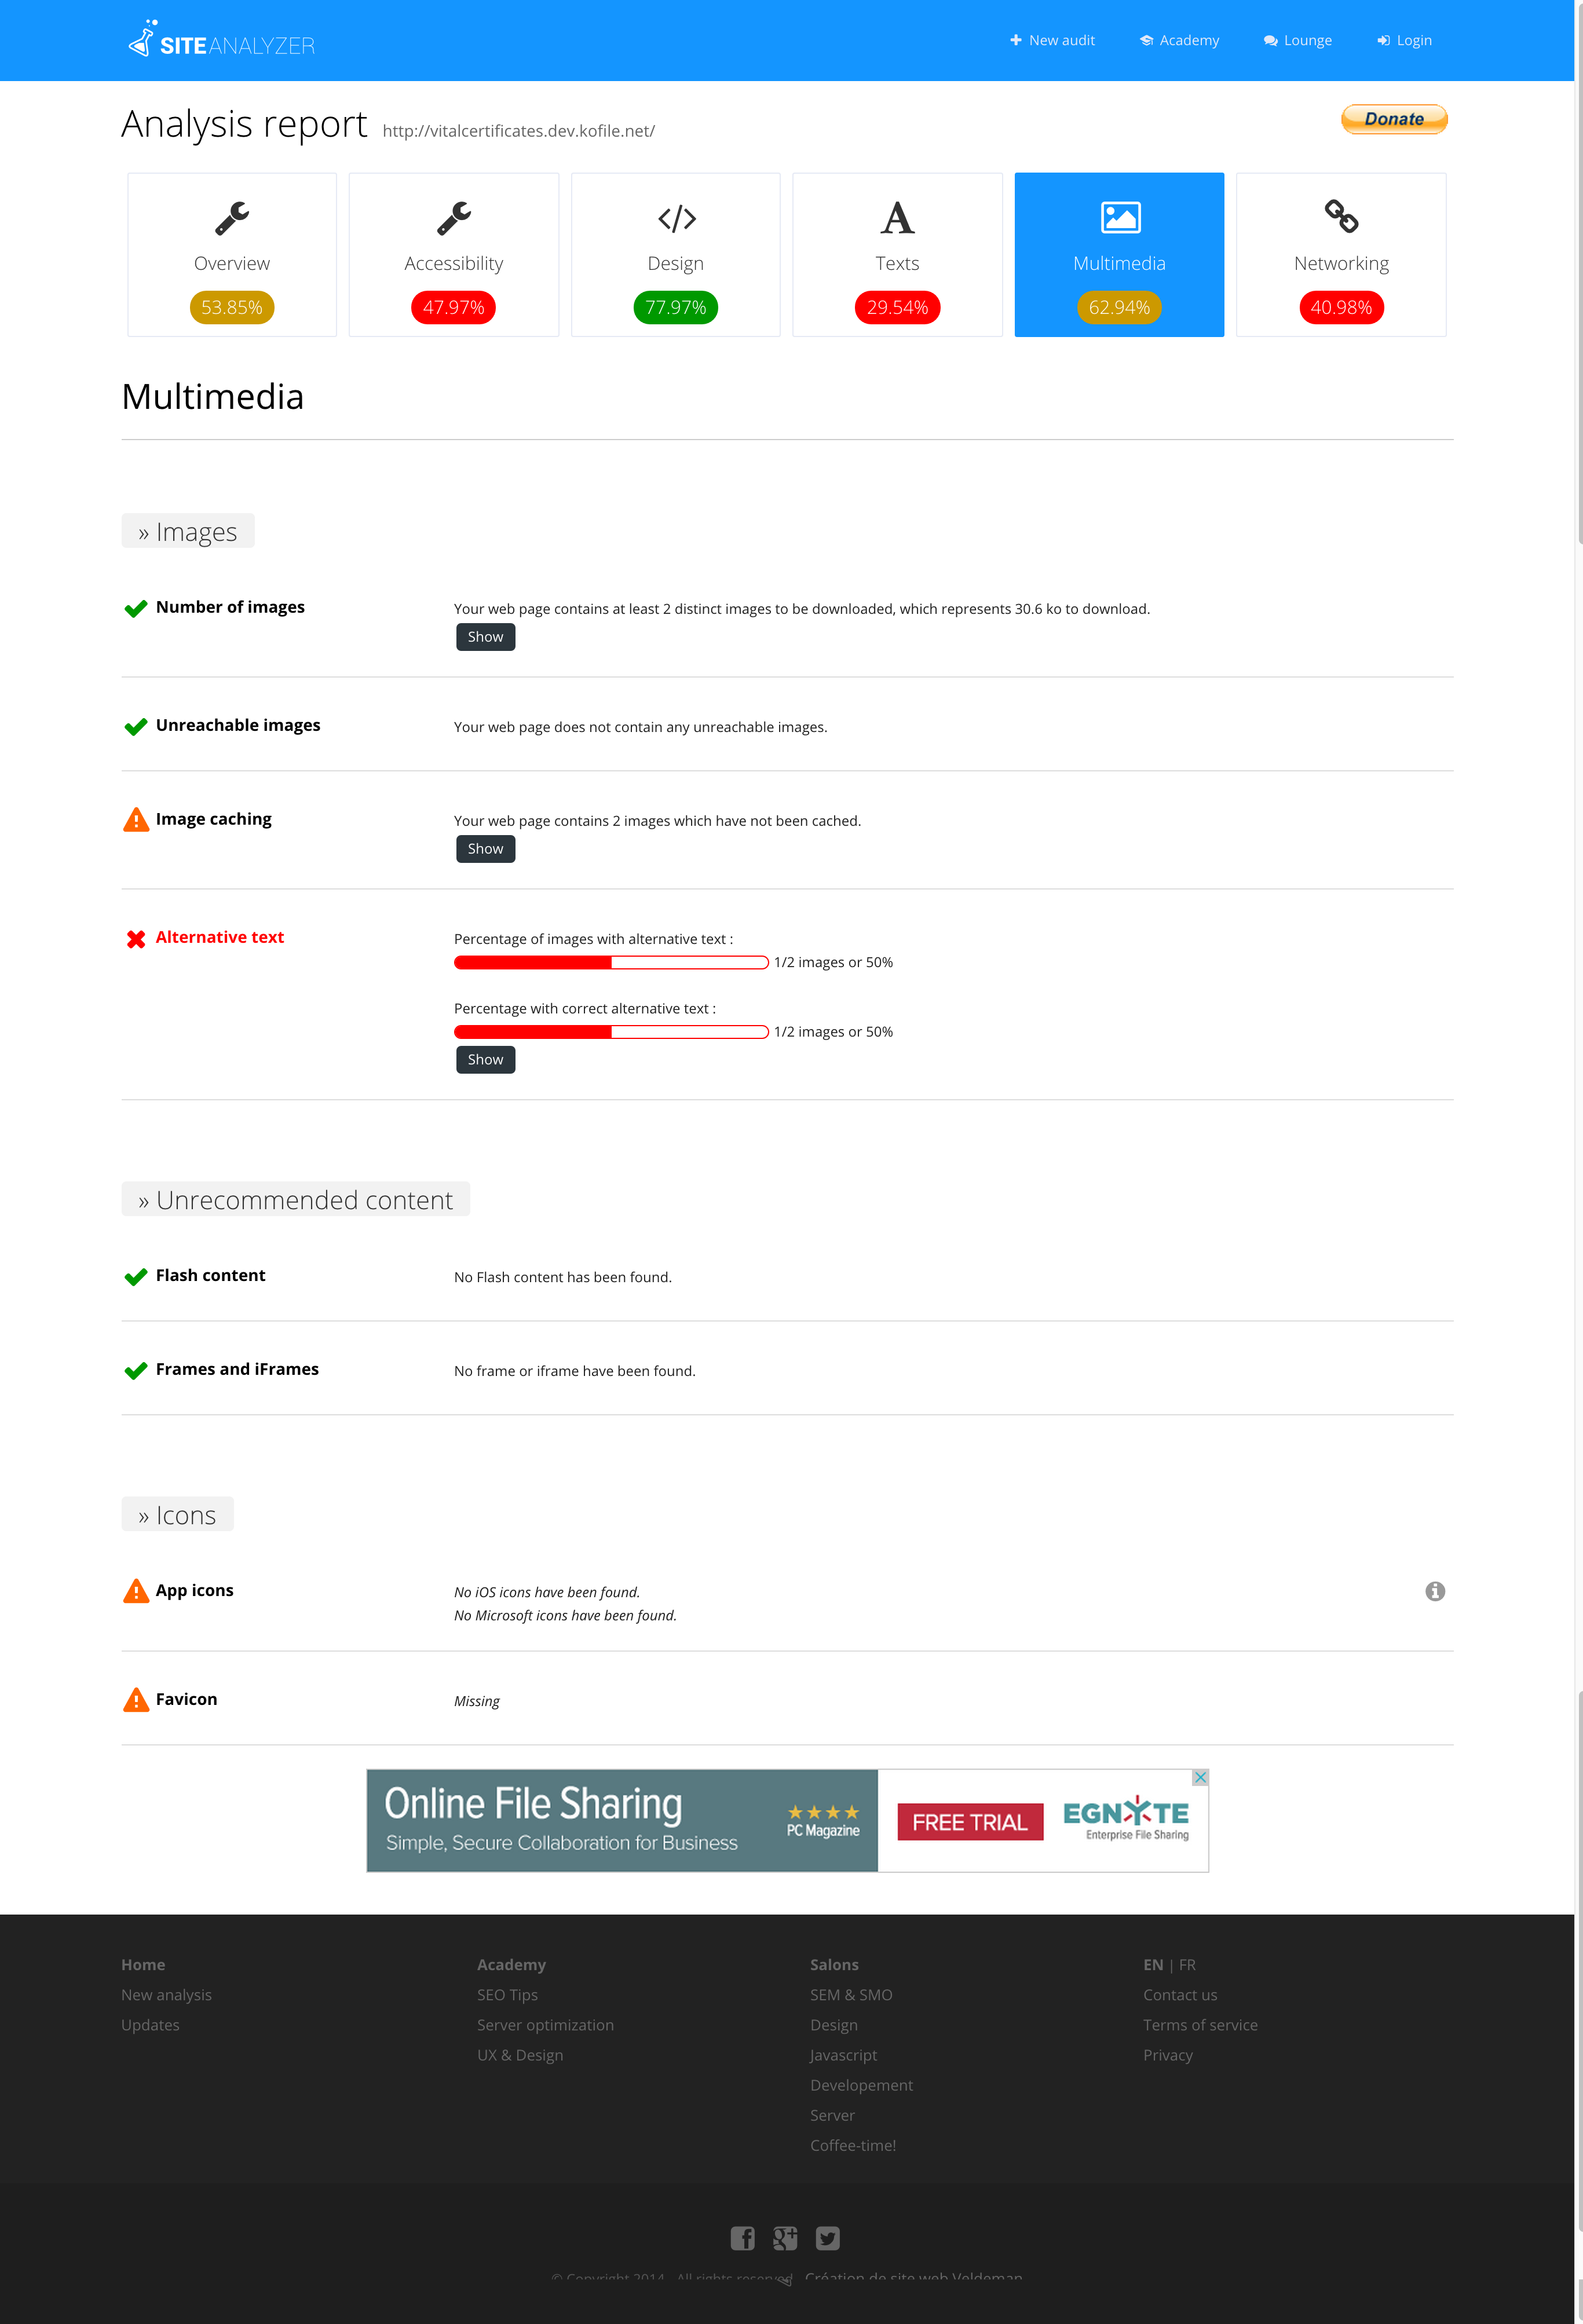 SITEANALYZER
New audit
Academy
Lounge
Login
Analysis report http://vitalcertificates.dev.kofile.net/
Donate
Overview
53.85%
Accessibility
47.97%
Design
77.97%
Texts
29.54%
Multimedia
62.94%
Networking
40.98%
Multimedia
» Images
Number of images
Your web page contains at least 2 distinct images to be downloaded, which represents 30.6 ko to download.
Show
Unreachable images
Your web page does not contain any unreachable images.
Image caching
Your web page contains 2 images which have not been cached.
Show
Alternative text
Percentage of images with alternative text :
1/2 images or 50%
Percentage with correct alternative text :
1/2 images or 50%
Show
» Unrecommended content
Flash content
No Flash content has been found.
Frames and iFrames
No frame or iframe have been found.
» Icons
App icons
No iOS icons have been found.
No Microsoft icons have been found.
Favicon
Missing
Online File Sharing
Simple, Secure Collaboration for Business
PC Magazine
FREE TRIAL
EGNYTE
Enterprise File Sharing
Home
New analysis
Updates
Academy
SEO Tips
Server optimization
UX & Design
Salons
SEM & SMO
Design
Javascript
Developement
Server
Coffee-time!
EN | FR
Contact us
Terms of service
Privacy
© Copyright 2014 - All rights reserved Création de site web Veldeman